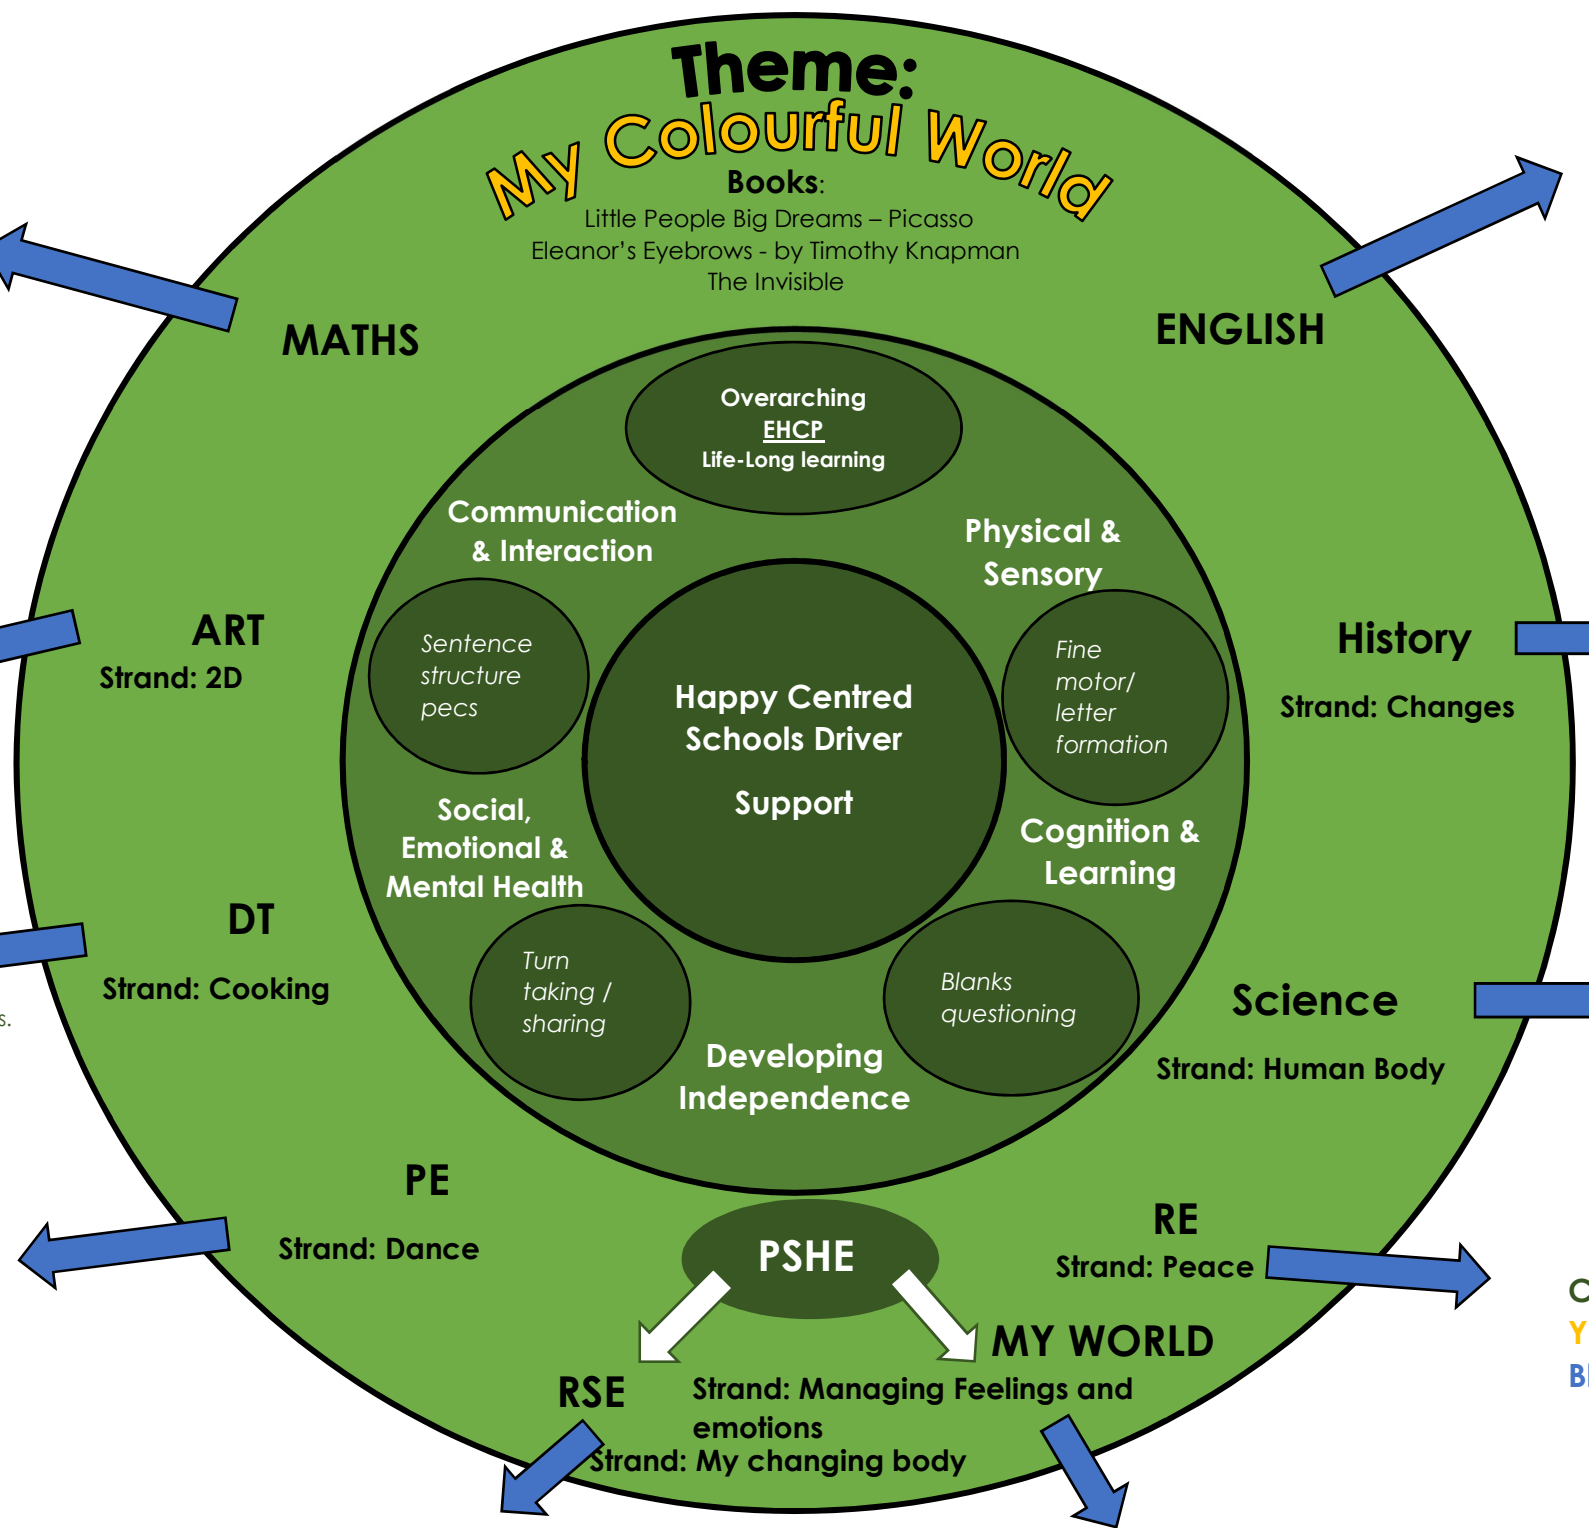 Theme:
My Colourful World
Books:
Little People Big Dreams – Picasso
Eleanor's Eyebrows - by Timothy Knapman
The Invisible
MATHS
ENGLISH
Overarching
EHCP
Life-Long learning
Communication
& Interaction
Physical &
Sensory
Sentence
structure
pecs
Fine
motor/
letter
formation
ART
Strand: 2D
History
Strand: Changes
Happy Centred
Schools Driver
Support
Social,
Emotional &
Mental Health
Cognition &
Learning
Turn
taking /
sharing
Blanks
questioning
DT
Strand: Cooking
s.
Science
Strand: Human Body
Developing
Independence
PE
Strand: Dance
PSHE
RE
Strand: Peace
MY WORLD
RSE
Strand: Managing Feelings and
emotions
Strand: My changing body